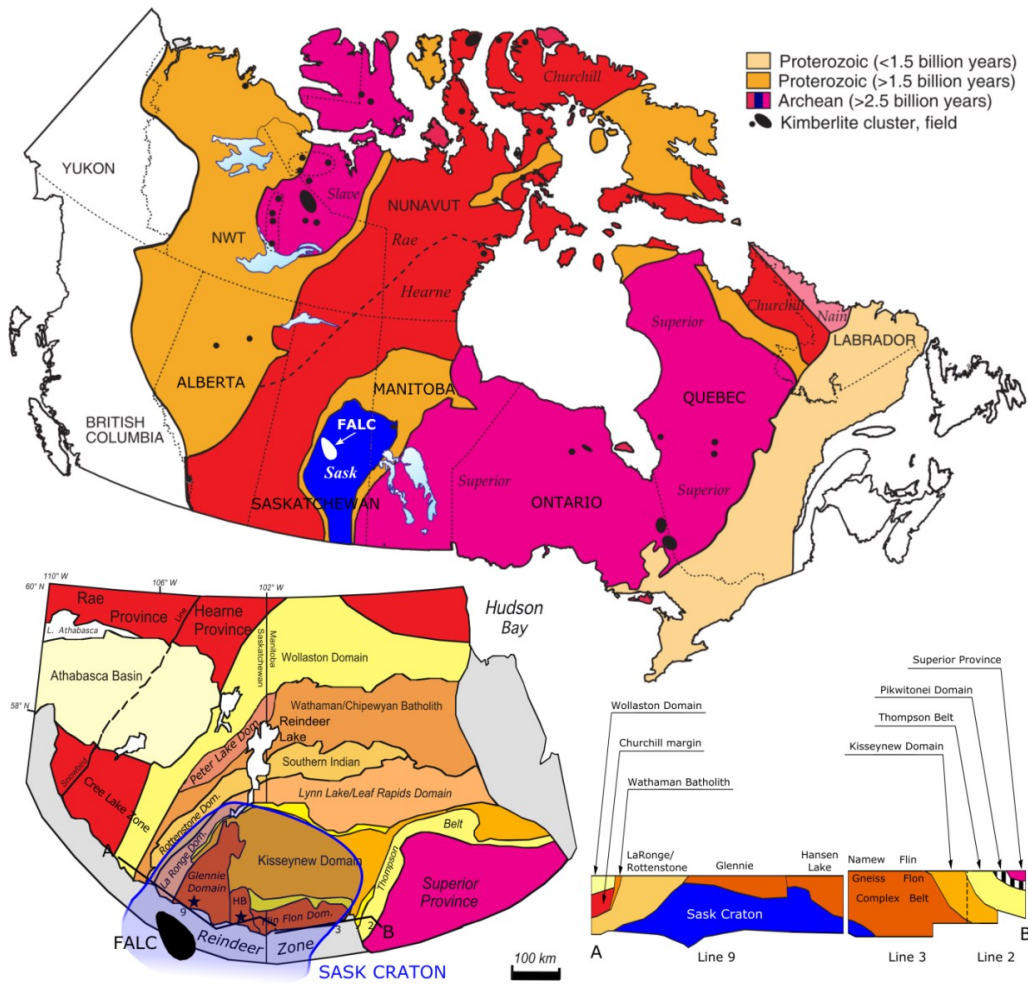 Proterozoic (<1.5 billion years)
Proterozoic (>1.5 billion years)
Archean (>2.5 billion years)
Kimberlite cluster, field
Churchill
YUKON
Slave
NUNAVUT
NWT
Rae
Hearne
Superior
Churchill
Nain
LABRADOR
ALBERTA
MANITOBA
QUEBEC
BRITISH
COLUMBIA
FALC
Sask
SASKATCHEWAN
Superior
ONTARIO
Superior
60° N
110° W
106° W
102° W
58° N
Rae
Province
Line
Hearne
Province
L. Athabasca
Athabasca Basin
Manitoba
Saskatchewan
Wollaston Domain
Hudson
Bay
Wathaman/Chipewyan Batholith
Reindeer
Lake
Peter Lake Dom.
Southern Indian
Snowbird
Cree Lake Zone
Rottenstone Dom.
Lynn Lake/Leaf Rapids Domain
La Ronge Dom.
Belt
Thompson
Kisseynew Domain
Glennie
Domain
Superior
Province
A
9
HB
Flin Flon Dom.
3
2
B
FALC
Reindeer
Zone
SASK CRATON
100 km
Superior Province
Pikwitonei Domain
Thompson Belt
Kisseynew Domain
Wollaston Domain
Churchill margin
Wathaman Batholith
LaRonge/
Rottenstone
Glennie
Hansen
Lake
Namew
Gneiss
Complex
Flin
Flon
Belt
Sask Craton
A
B
Line 9
Line 3
Line 2